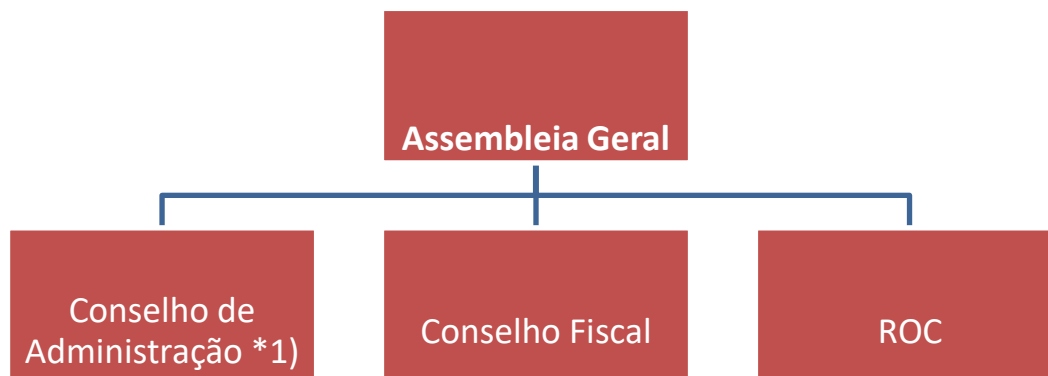 Assembleia Geral
Conselho de
Administração *1)
Conselho Fiscal
ROC